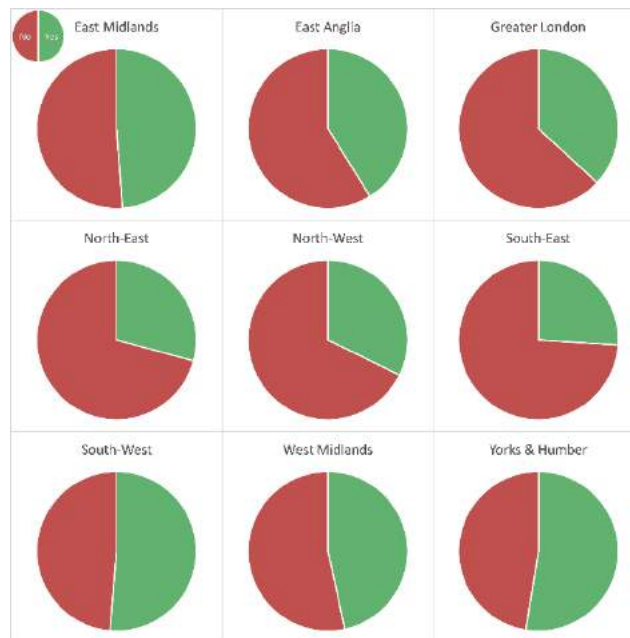 No Yes
East Midlands
East Anglia
Greater London
North-East
North-West
South-East
South-West
West Midlands
Yorks & Humber